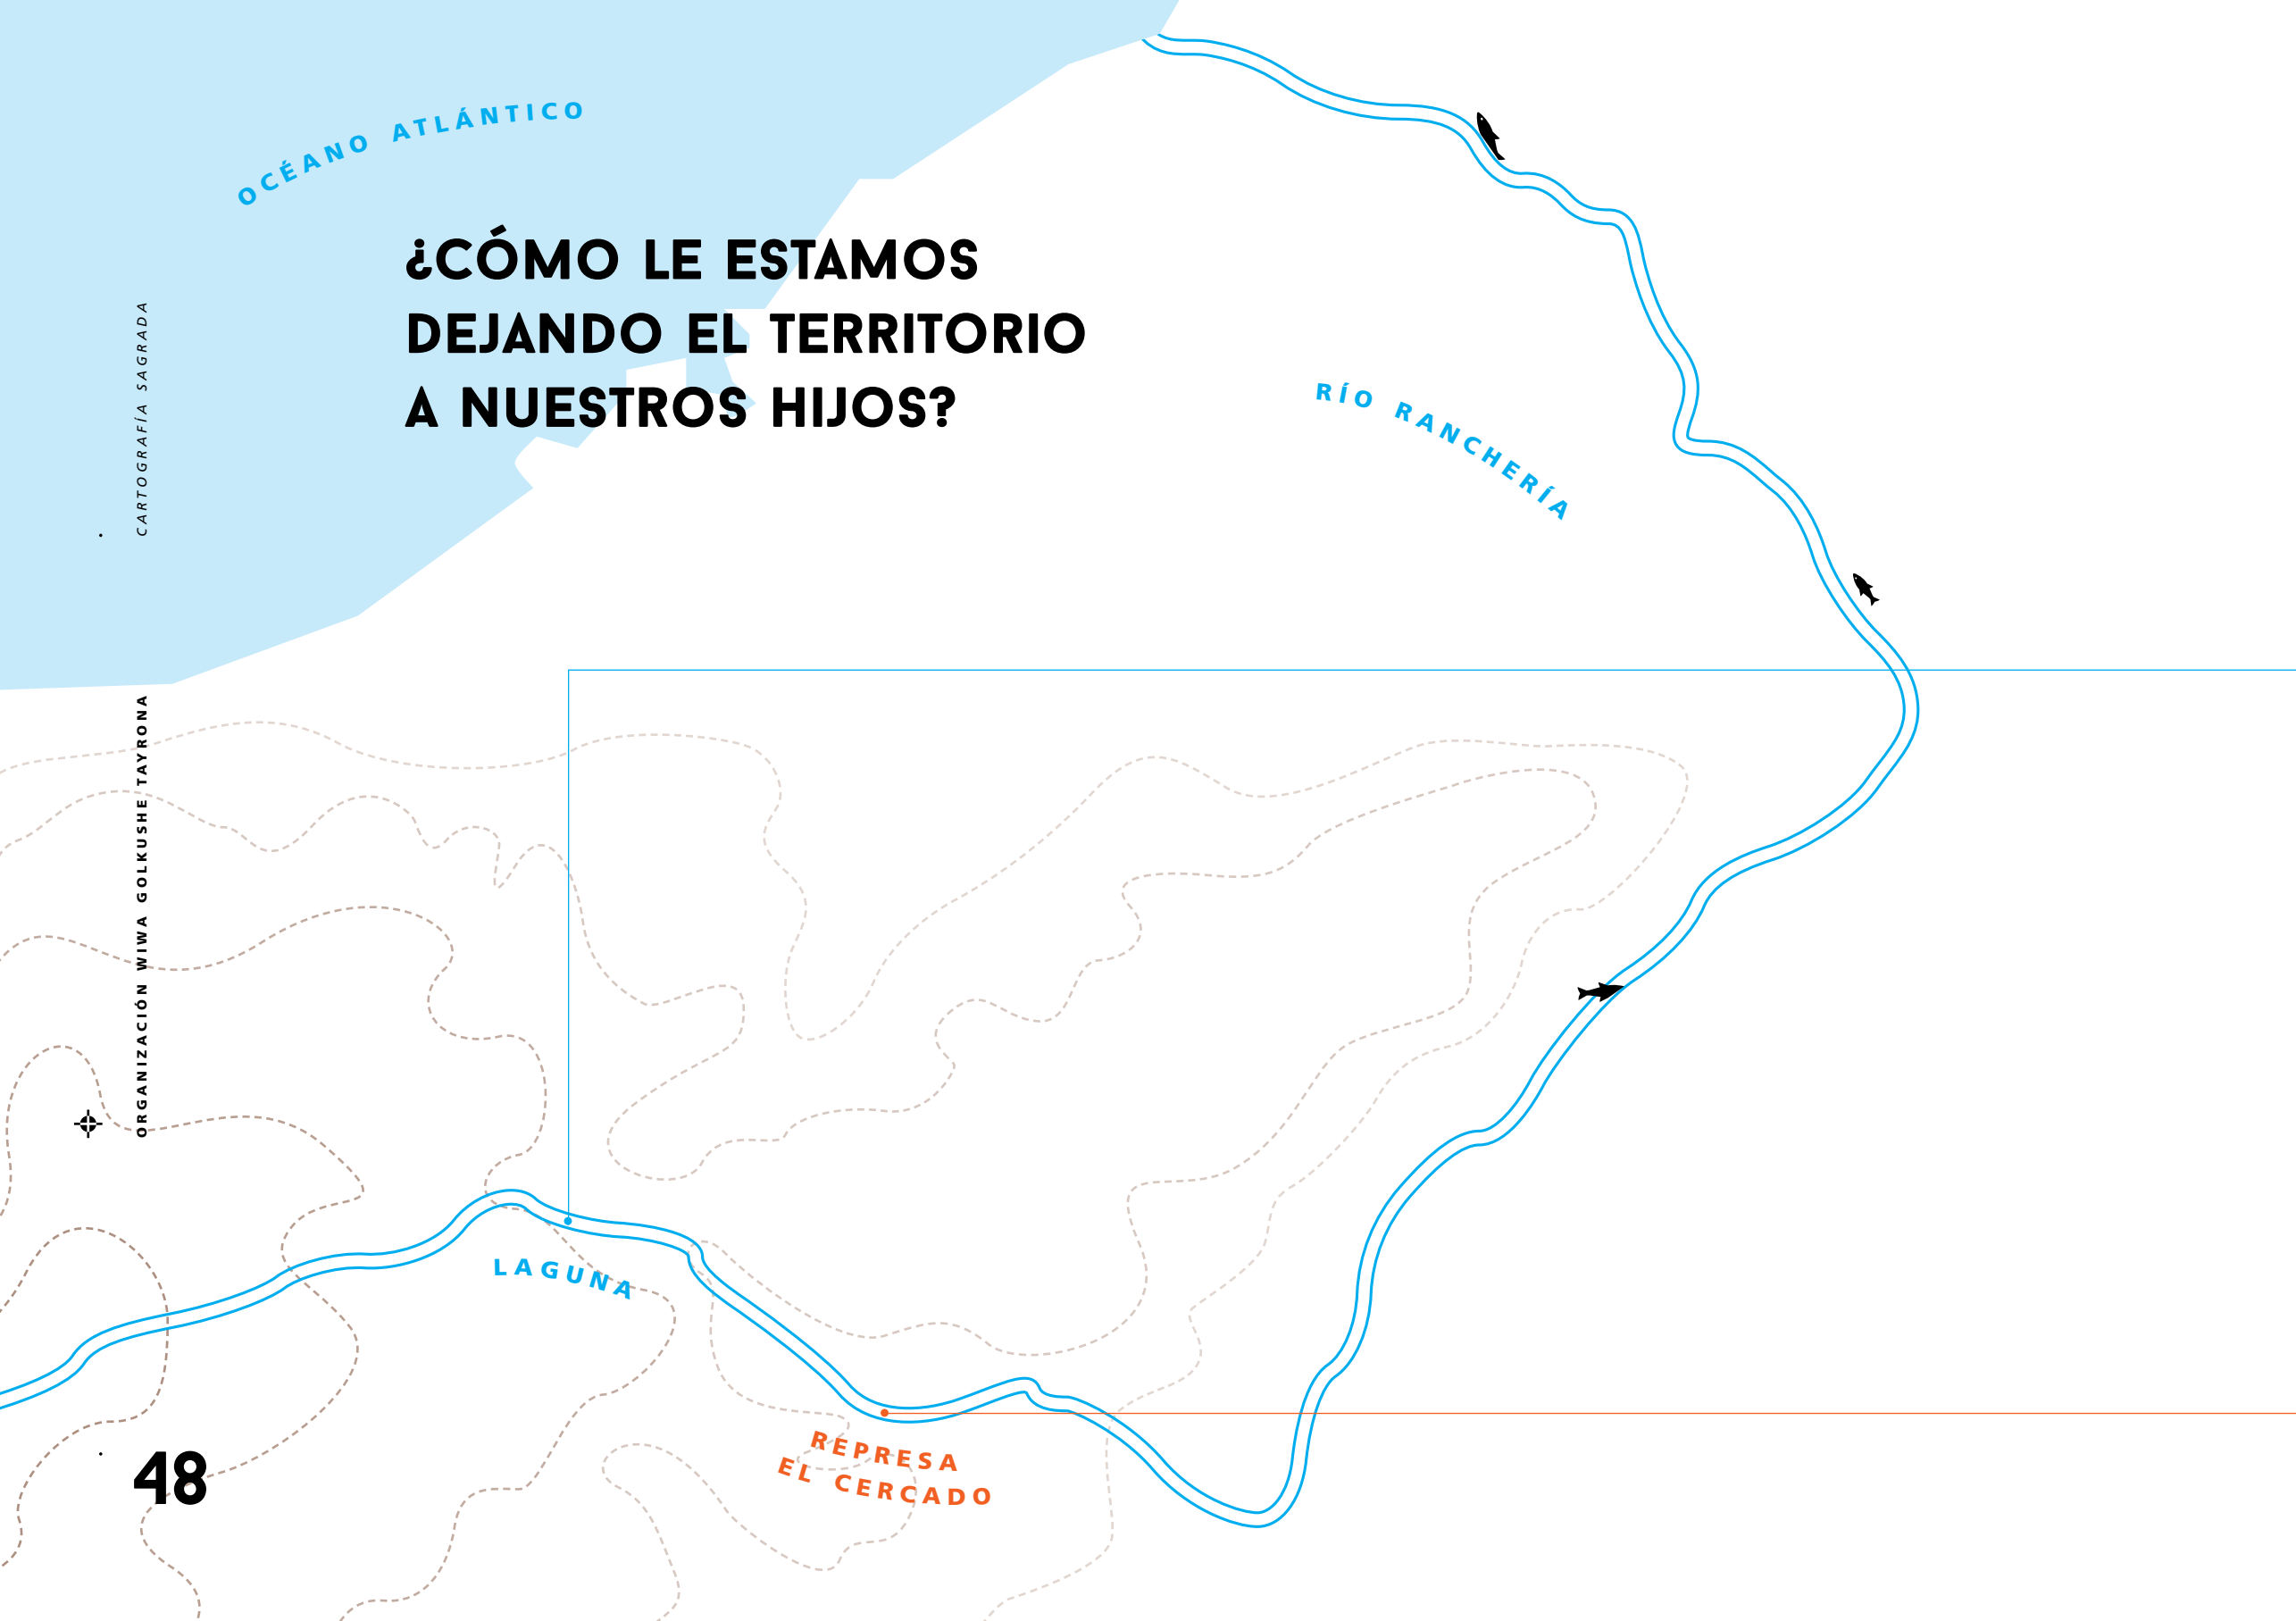 OCÉANO ATLÁNTICO
¿CÓMO LE ESTAMOS
DEJANDO EL TERRITORIO
A NUESTROS HIJOS?
CARTOGRAFÍA SAGRADA
RÍO RANCHERÍA
ORGANIZACIÓN WIWA GOLKUSHE TAYRONA
LAGUNA
REPRESA
EL CERCADO
48